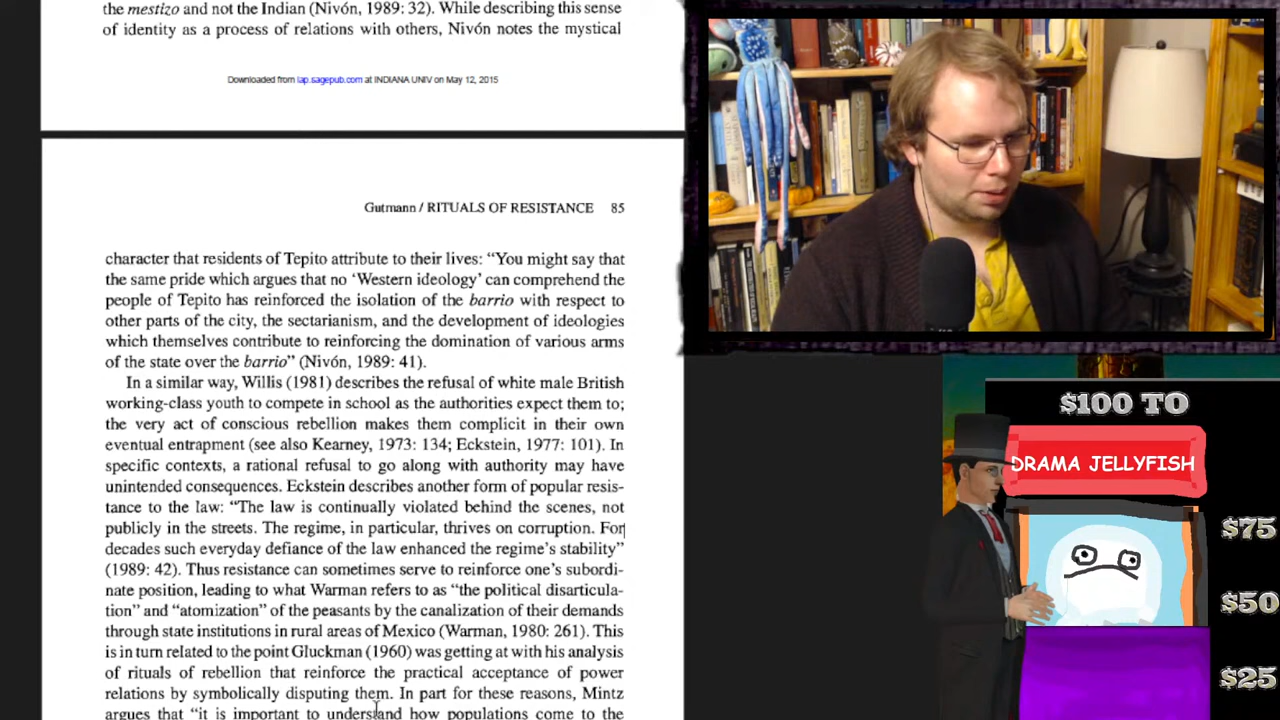 the mestizo and not the Indian (Nivón, 1989: 32). While describing this sense
of identity as a process of relations with others, Nivón notes the mystical
Downloaded from lap.sagepub.com at INDIANA UNIV on May 12, 2015
Gutmann / RITUALS OF RESISTANCE 85
character that residents of Tepito attribute to their lives: “You might say that
the same pride which argues that no ‘Western ideology’ can comprehend the
people of Tepito has reinforced the isolation of the barrio with respect to
other parts of the city, the sectarianism, and the development of ideologies
which themselves contribute to reinforcing the domination of various arms
of the state over the barrio” (Nivón, 1989: 41).
In a similar way, Willis (1981) describes the refusal of white male British
working-class youth to compete in school as the authorities expect them to;
the very act of conscious rebellion makes them complicit in their own
eventual entrapment (see also Kearney, 1973: 134; Eckstein, 1977: 101). In
specific contexts, a rational refusal to go along with authority may have
unintended consequences. Eckstein describes another form of popular resis-
tance to the law: “The law is continually violated behind the scenes, not
publicly in the streets. The regime, in particular, thrives on corruption. For
decades such everyday defiance of the law enhanced the regime’s stability”
(1989: 42). Thus resistance can sometimes serve to reinforce one’s subordi-
nate position, leading to what Warman refers to as “the political disarticula-
tion” and “atomization” of the peasants by the canalization of their demands
through state institutions in rural areas of Mexico (Warman, 1980: 261). This
is in turn related to the point Gluckman (1960) was getting at with his analysis
of rituals of rebellion that reinforce the practical acceptance of power
relations by symbolically disputing them. In part for these reasons, Mintz
argues that “it is important to understand how populations come to the
$100 TO
DRAMA JELLYFISH
$75
$50
$25